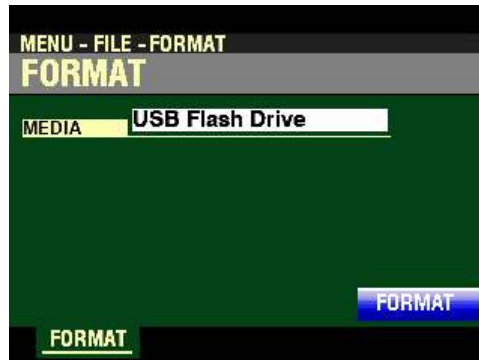 MENU - FILE - FORMAT
FORMAT
MEDIA USB Flash Drive
FORMAT
FORMAT